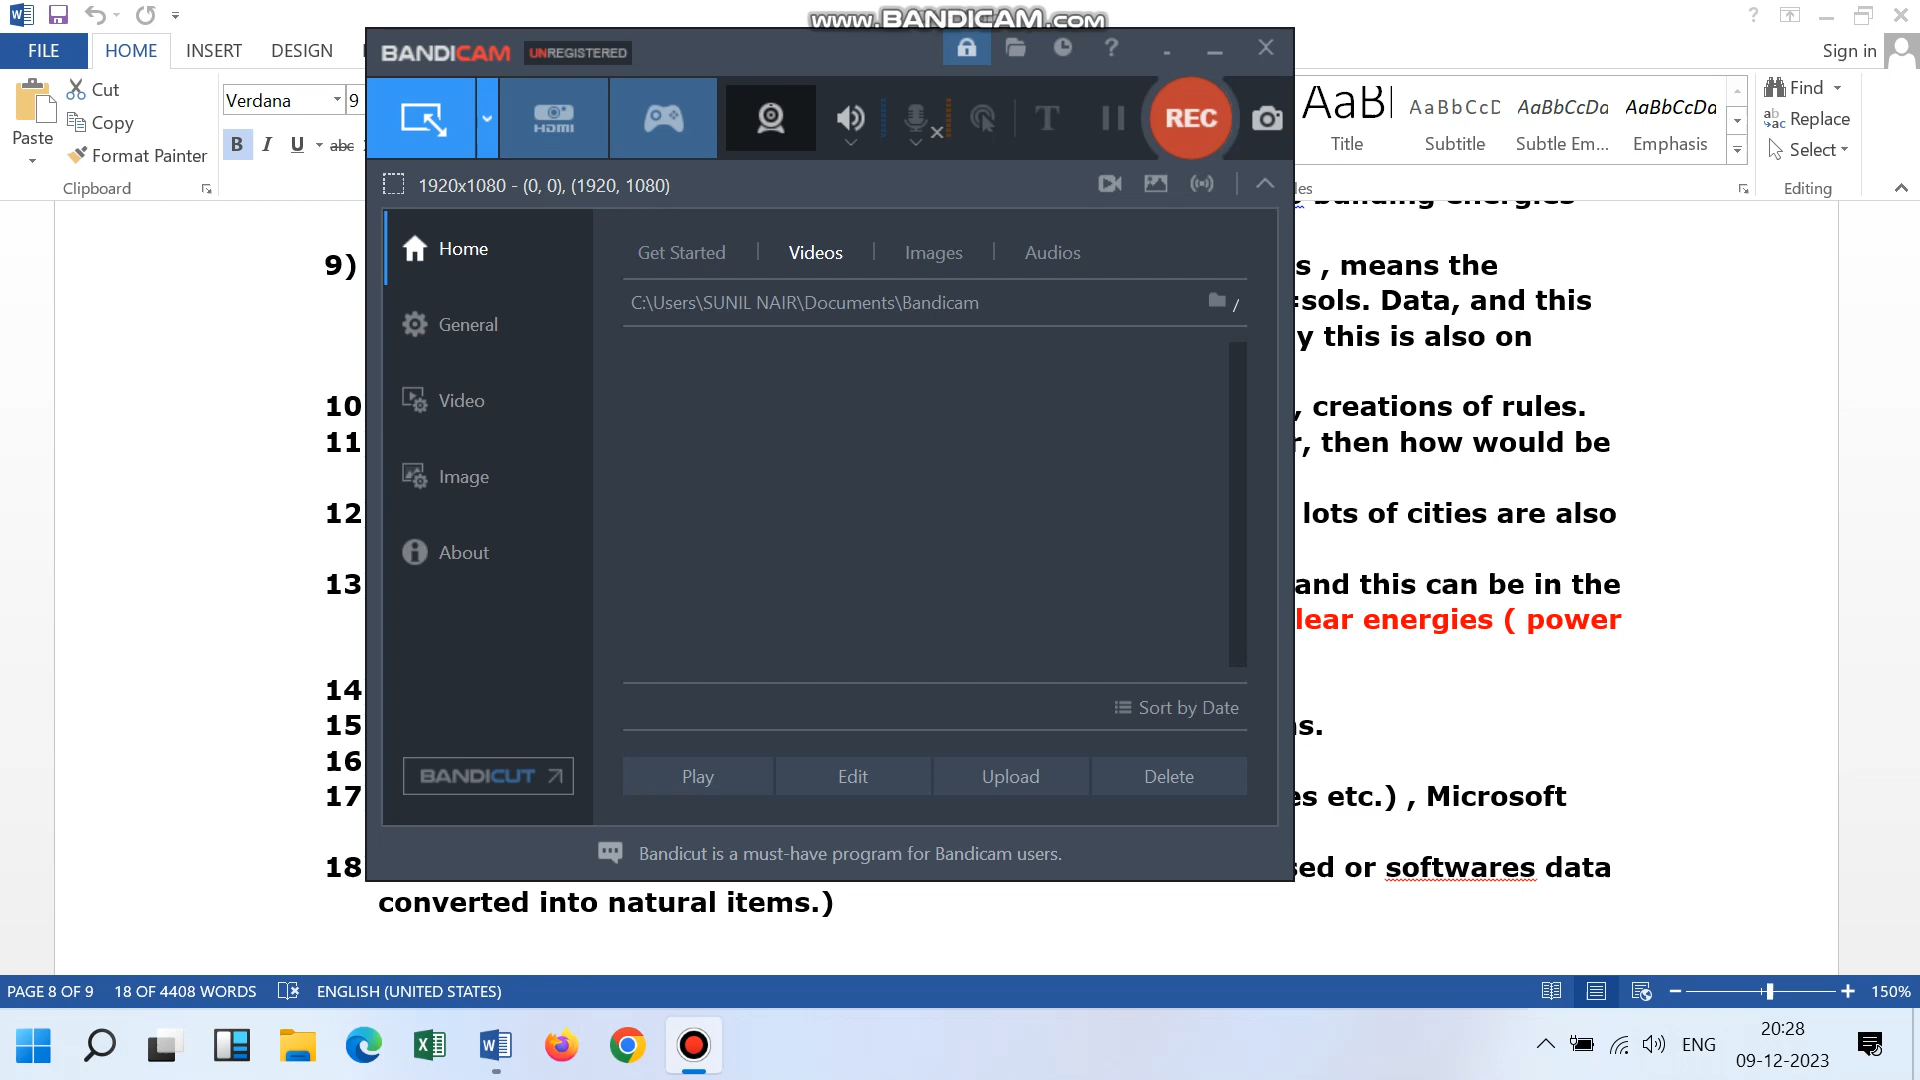 www.BANDICAM.com
FILE HOME INSERT DESIGN
Sign in
BANDICAM UNREGISTERED
Cut
Copy
Format Painter
Paste
Clipboard
Verdana 9
B I U abc
HDMI
REC
AaBl AaBbCcD AaBbCcDd AaBbCcDd
Title Subtitle Subtle Em... Emphasis
Find
Replace
Select
Editing
1920x1080 - (0, 0), (1920, 1080)
Home
General
Video
Image
About
BANDICUT
Get Started Videos Images Audios
C:\Users\SUNIL NAIR\Documents\Bandicam
/
Sort by Date
Play Edit Upload Delete
Bandicut is a must-have program for Bandicam users.
building energies
9) s , means the
sols. Data, and this
y this is also on
10 , creations of rules.
11 r, then how would be
12 lots of cities are also
13 and this can be in the
lear energies ( power
14
15 s.
16
17 es etc.) , Microsoft
18 sed or softwares data
converted into natural items.)
PAGE 8 OF 9 18 OF 4408 WORDS ENGLISH (UNITED STATES)
150%
ENG
20:28
09-12-2023